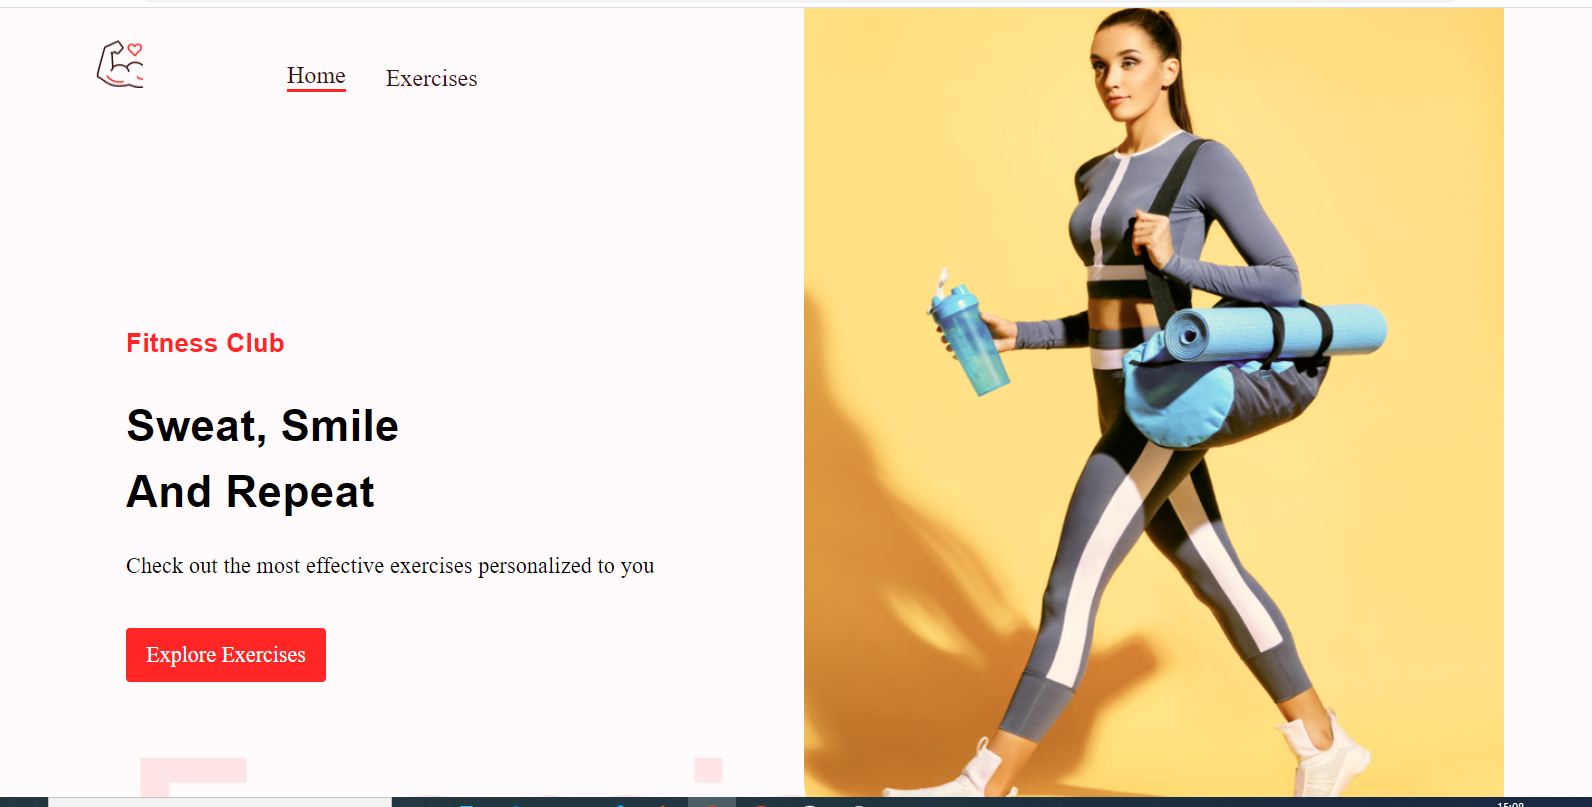 Home
Exercises
Fitness Club
Sweat, Smile
And Repeat
Check out the most effective exercises personalized to you
Explore Exercises